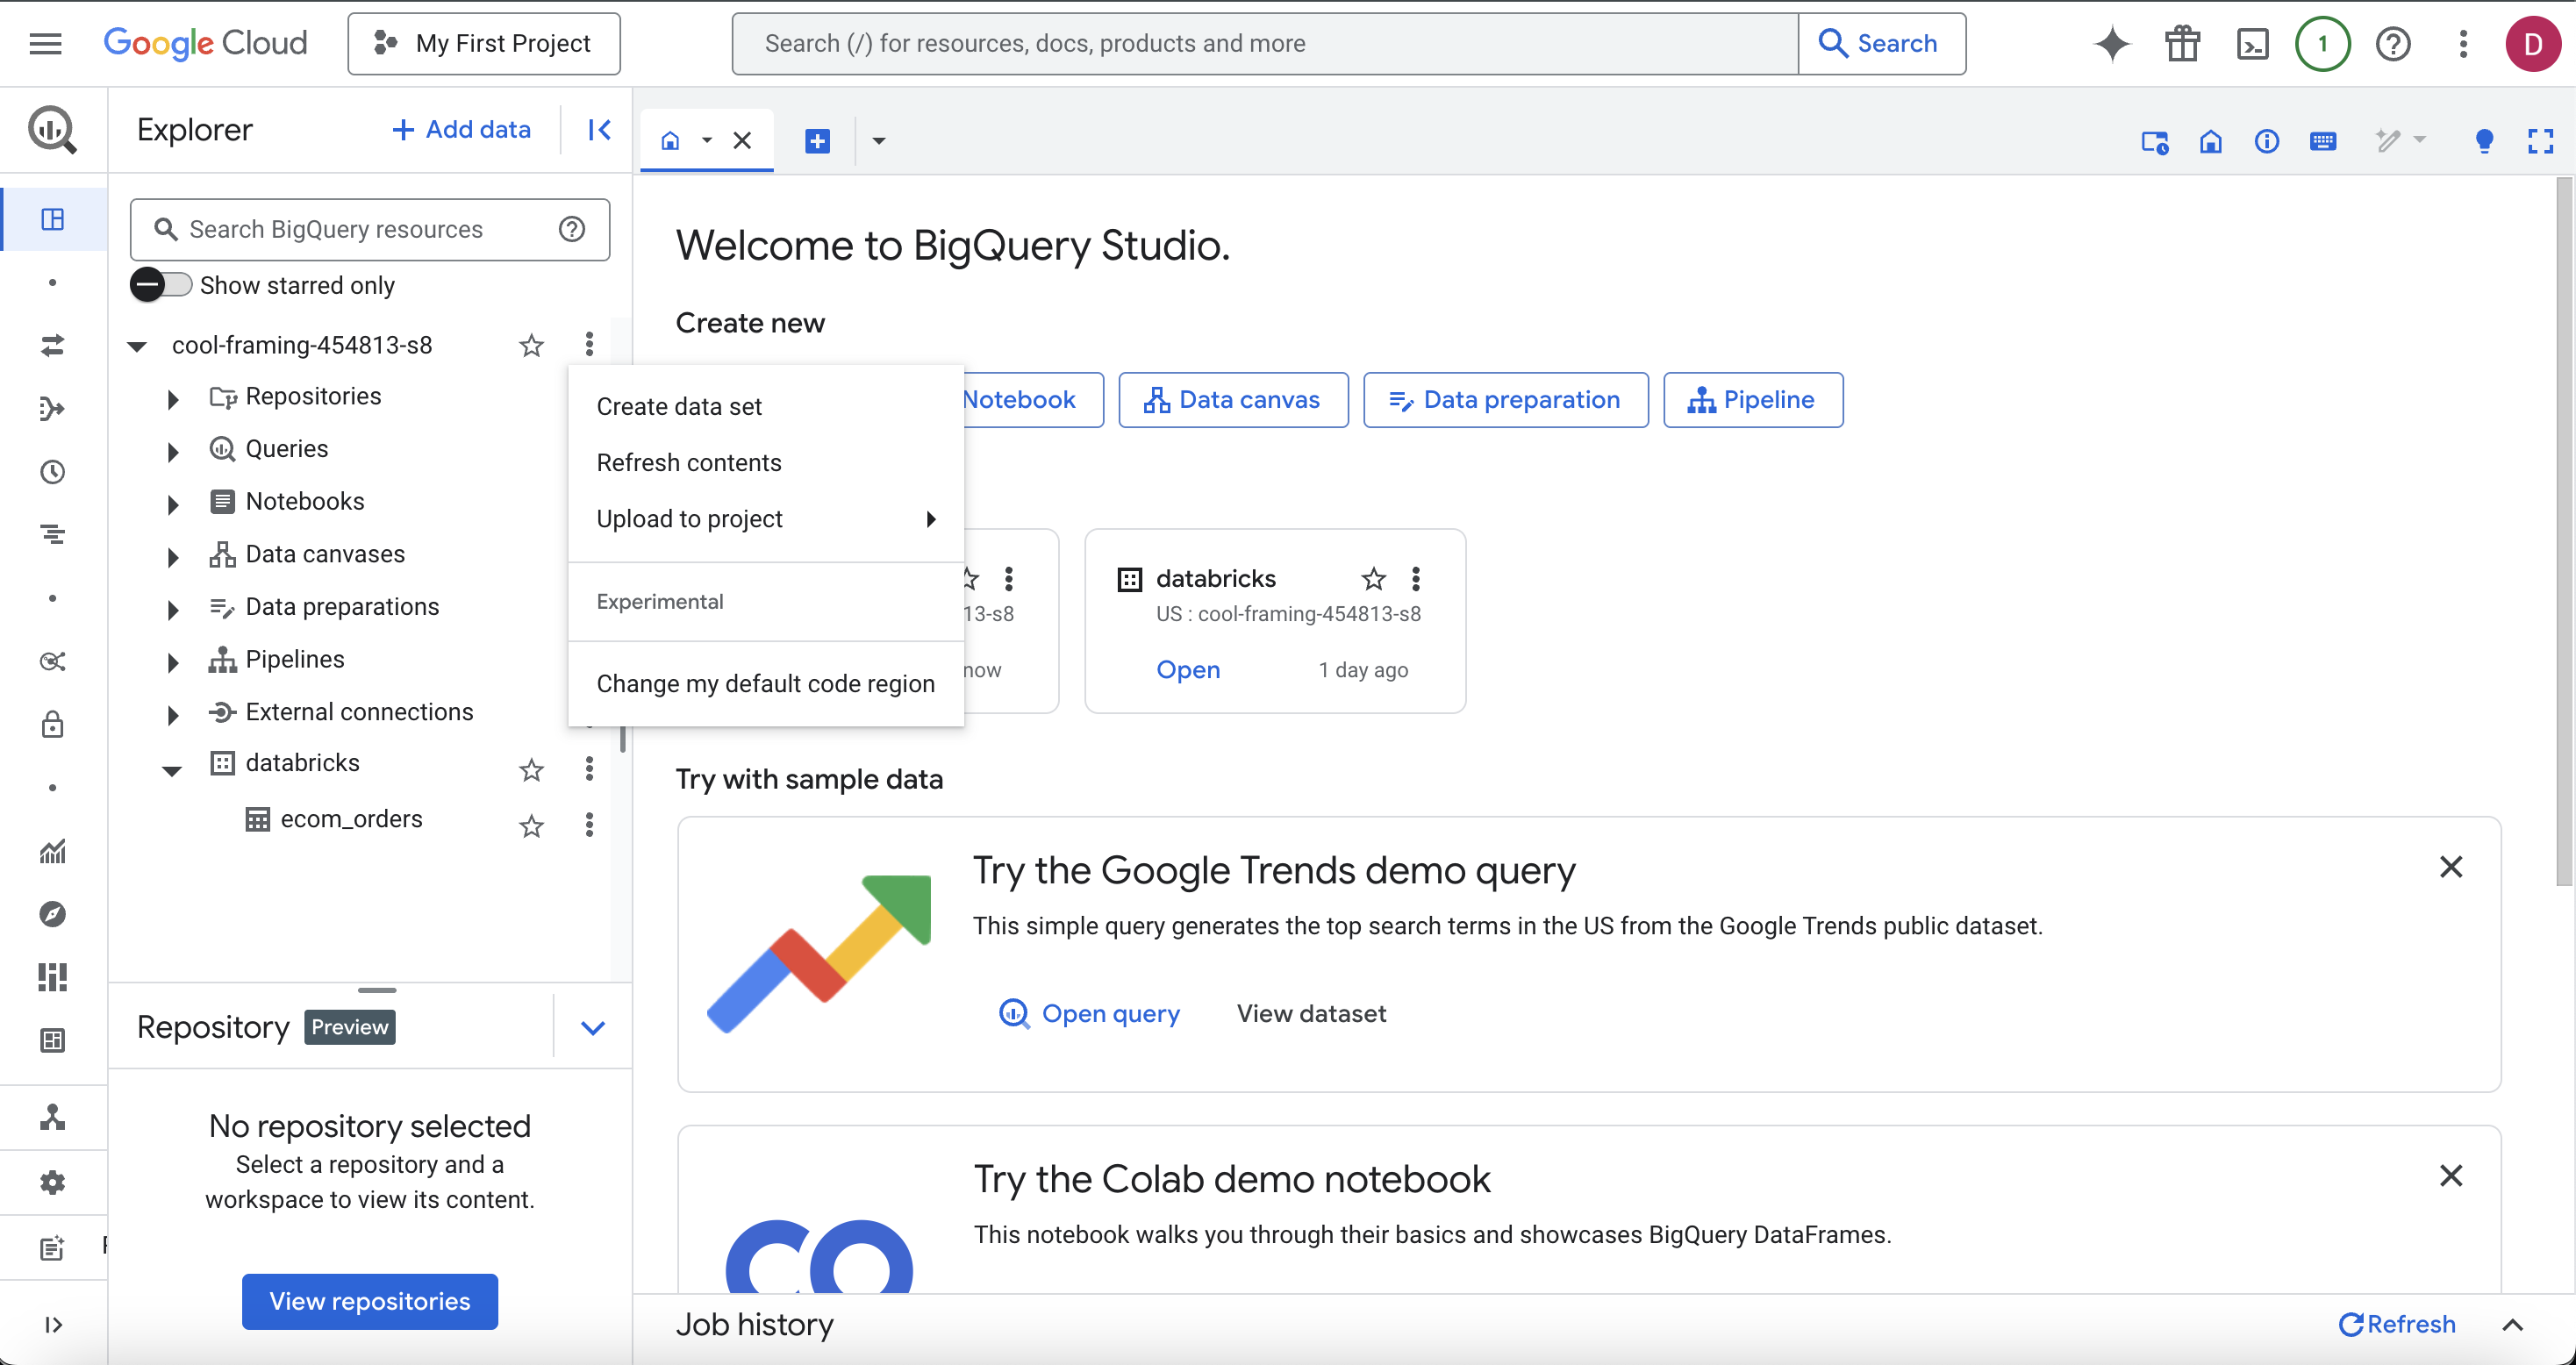 Google Cloud
My First Project
Search (/) for resources, docs, products and more
Search
1
D
Explorer
+ Add data
Search BigQuery resources
Show starred only
cool-framing-454813-s8
Repositories
Queries
Notebooks
Data canvases
Data preparations
Pipelines
External connections
databricks
ecom_orders
Create data set
Refresh contents
Upload to project
Experimental
Change my default code region
Repository Preview
No repository selected
Select a repository and a
workspace to view its content.
View repositories
Welcome to BigQuery Studio.
Create new
Notebook
Data canvas
Data preparation
Pipeline
13-s8
now
databricks
US : cool-framing-454813-s8
Open 1 day ago
Try with sample data
Try the Google Trends demo query
This simple query generates the top search terms in the US from the Google Trends public dataset.
Open query View dataset
Try the Colab demo notebook
This notebook walks you through their basics and showcases BigQuery DataFrames.
Job history
Refresh